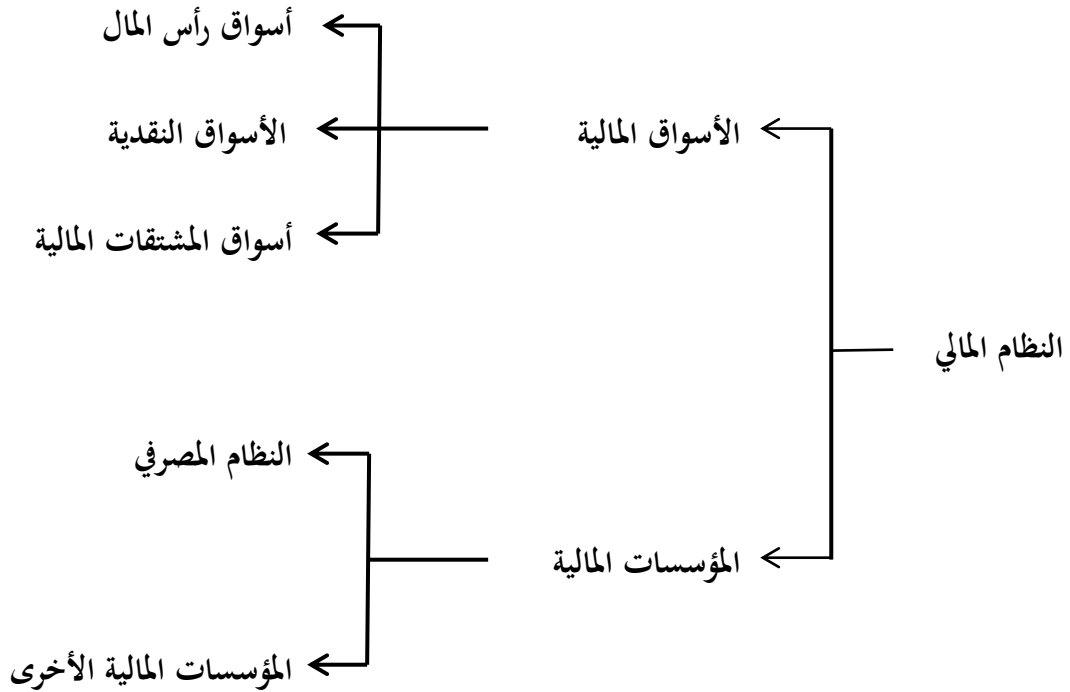 النظام المالي
الأسواق المالية
أسواق رأس المال
الأسواق النقدية
أسواق المشتقات المالية
المؤسسات المالية
النظام المصرفي
المؤسسات المالية الأخرى